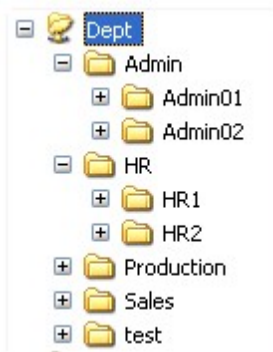 Dept
Admin
Admin01
Admin02
HR
HR1
HR2
Production
Sales
test